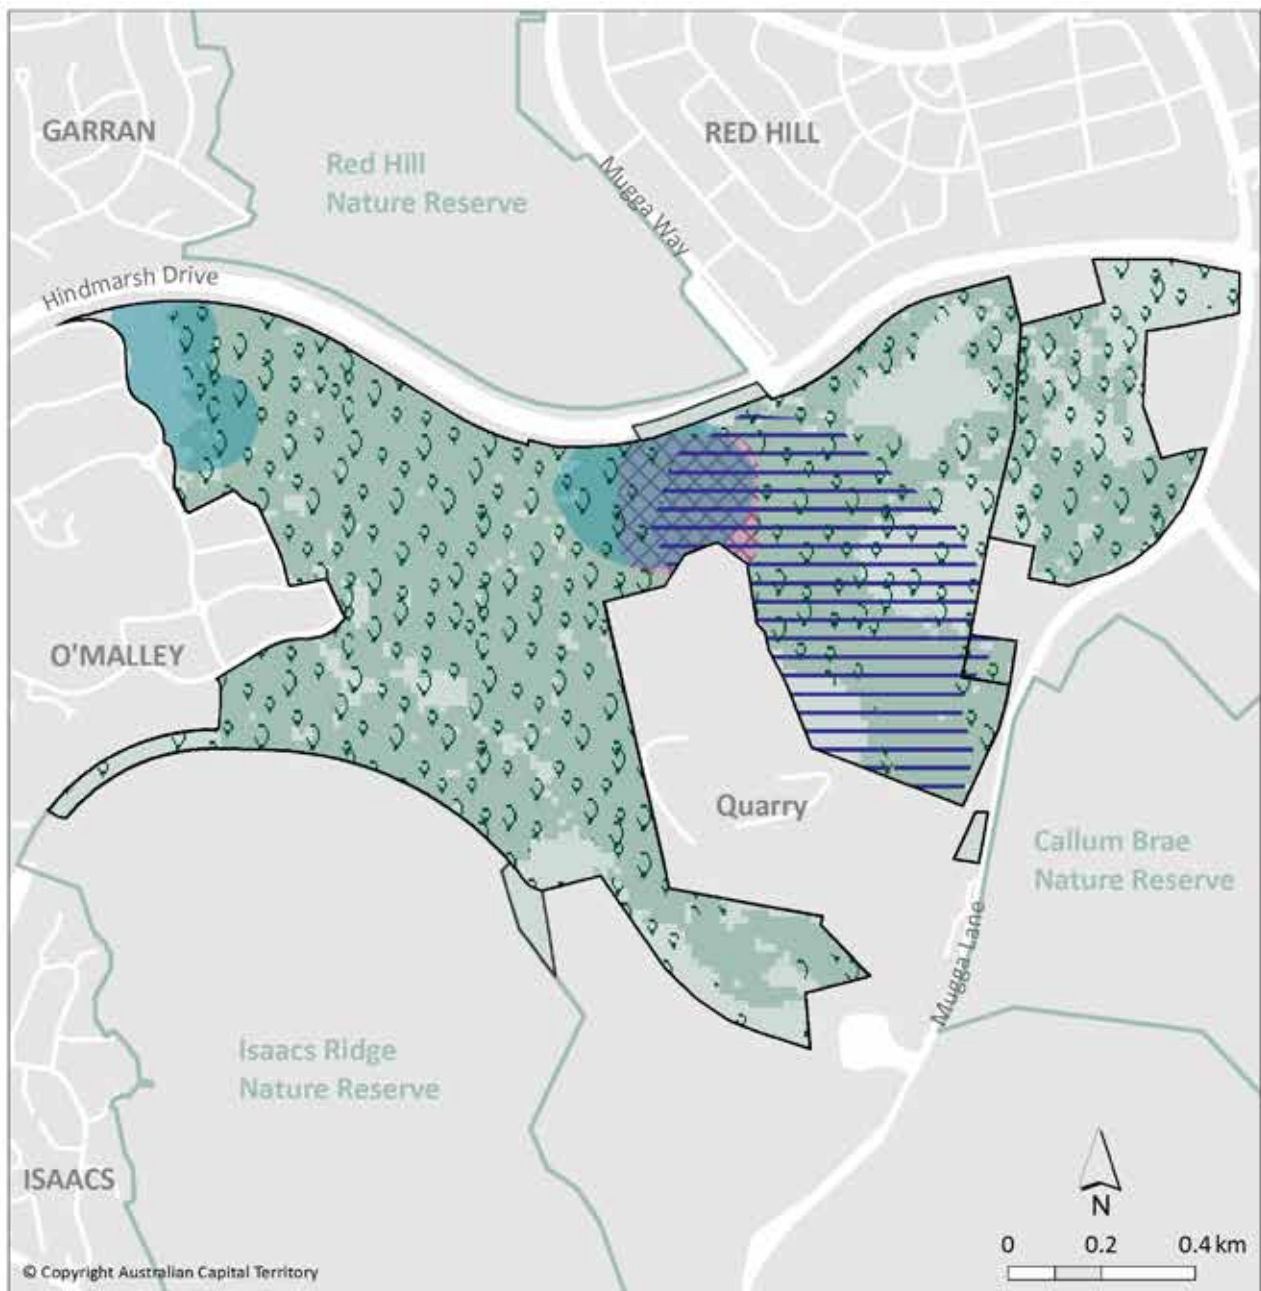 GARRAN
RED HILL
Red Hill
Nature Reserve
Mugga Way
Hindmarsh Drive
O'MALLEY
Quarry
Callum Brae
Nature Reserve
Mugga Lane
Isaacs Ridge
Nature Reserve
ISAACS
N
0 0.2 0.4 km
© Copyright Australian Capital Territory